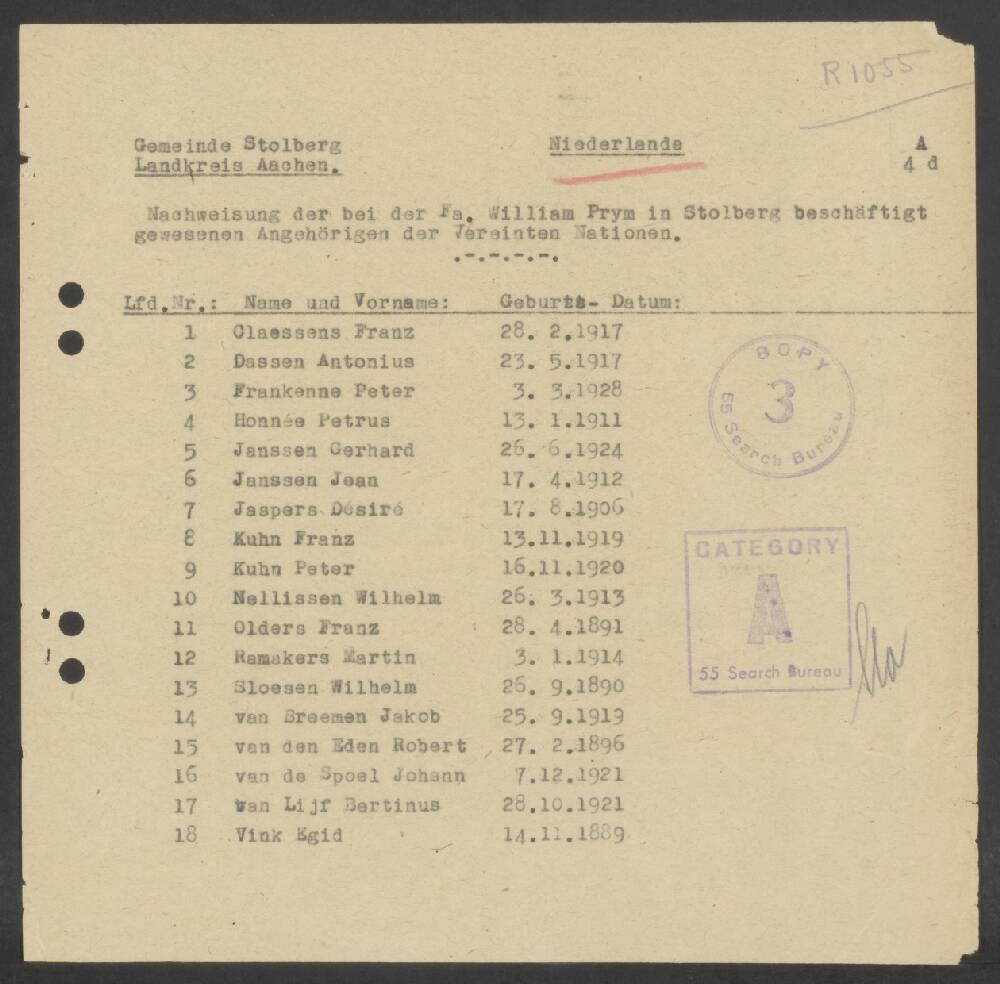 R1055
Gemeinde Stolberg
Niederlande
A
Landkreis Aachen.
4 d
Nachweisung der bei der Fa. William Prym in Stolberg beschäftigt
gewesenen Angehörigen der Vereinten Nationen.
.-.-.-.-.
Lfd.Nr.: Name und Vorname: Geburts- Datum:
1 Claessens Franz 28. 2.1917
2 Dassen Antonius 23. 5.1917
3 Frankenne Peter 3. 3.1928
4 Honnée Petrus 13. 1.1911
5 Janssen Gerhard 26. 6.1924
6 Janssen Jean 17. 4.1912
7 Jaspers Désiré 17. 8.1906
8 Kuhn Franz 13.11.1919
9 Kuhn Peter 16.11.1920
10 Nellissen Wilhelm 26. 3.1913
11 Olders Franz 28. 4.1891
12 Ramakers Martin 3. 1.1914
13 Sloesen Wilhelm 26. 9.1890
14 van Breemen Jakob 25. 9.1919
15 van den Eden Robert 27. 2.1896
16 van de Spoel Johann 7.12.1921
17 van Lijf Bertinus 28.10.1921
18 Vink Egid 14.11.1889
COPY
3
55 Search Bureau
CATEGORY
A
55 Search Bureau